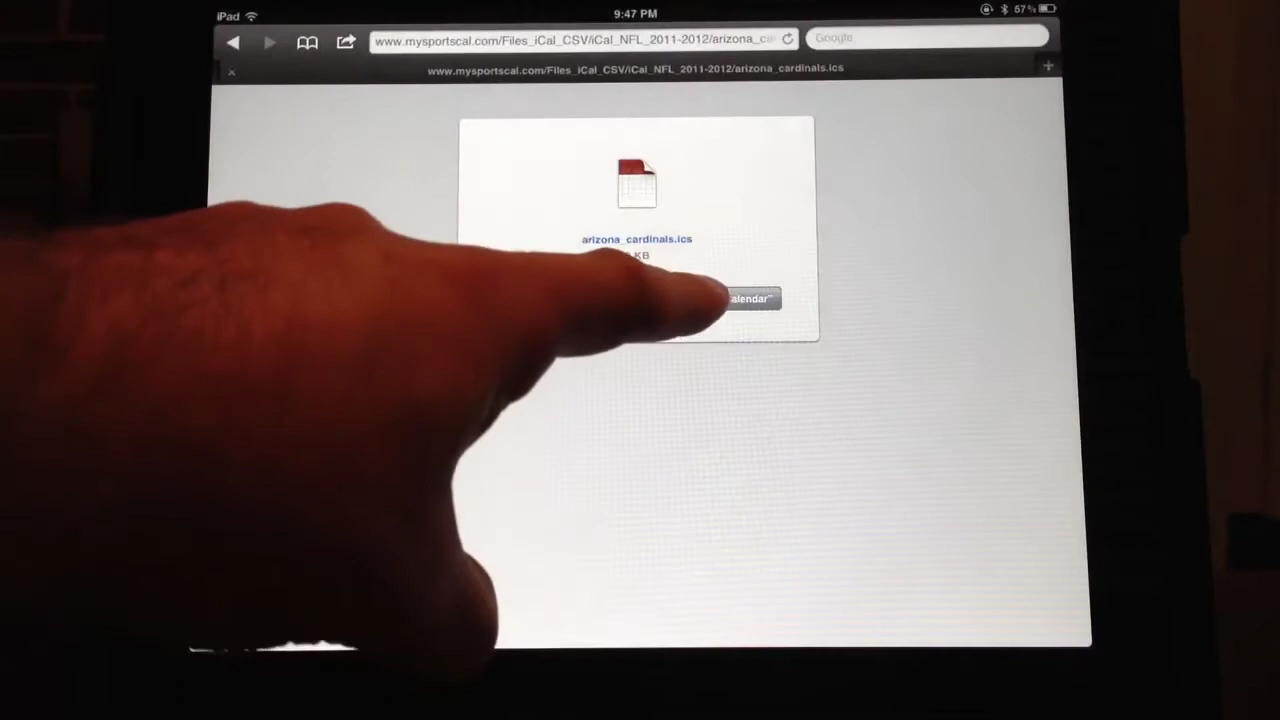 iPad
9:47 PM
57%
www.mysportscal.com/Files_iCal_CSV/iCal_NFL_2011-2012/arizona_ca
Google
www.mysportscal.com/Files_iCal_CSV/iCal_NFL_2011-2012/arizona_cardinals.ics
arizona_cardinals.ics
KB
alendar"